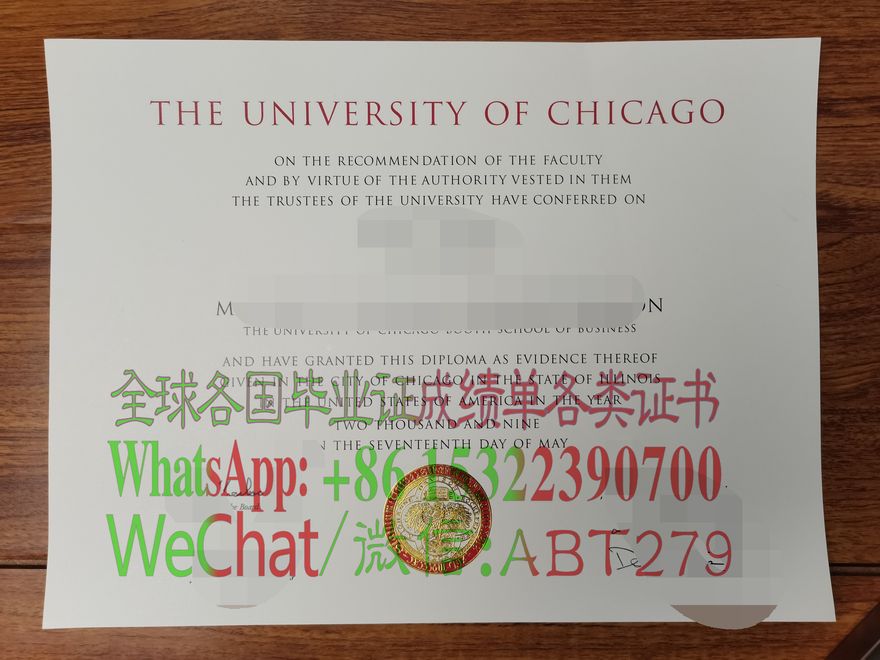 THE UNIVERSITY OF CHICAGO
ON THE RECOMMENDATION OF THE FACULTY
AND BY VIRTUE OF THE AUTHORITY VESTED IN THEM
THE TRUSTEES OF THE UNIVERSITY HAVE CONFERRED ON
THE UNIVERSITY OF CHICAGO BOOTH SCHOOL OF BUSINESS
AND HAVE GRANTED THIS DIPLOMA AS EVIDENCE THEREOF
GIVEN IN THE CITY OF CHICAGO IN THE STATE OF ILLINOIS
全球各国毕业证成绩单各类证书
IN THE UNITED STATES OF AMERICA IN THE YEAR
TWO THOUSAND AND NINE
THE SEVENTEENTH DAY OF MAY
WhatsApp: +86 15322390700
WeChat/微信:ABT279